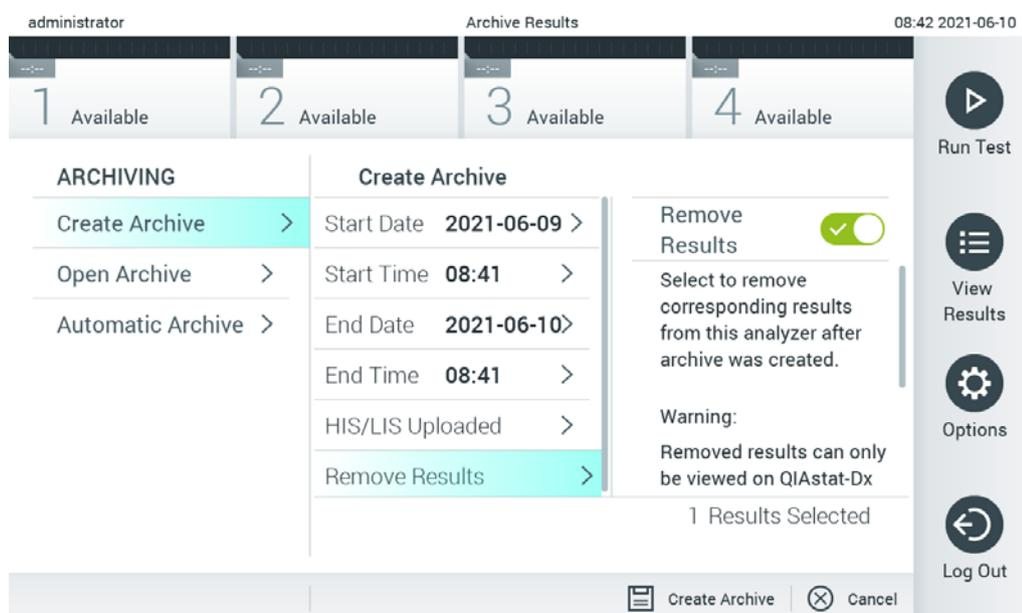 administrator
Archive Results
08:42 2021-06-10
--:--
--:--
--:--
--:--
1 Available
2 Available
3 Available
4 Available
Run Test
View
Results
Options
Log Out
ARCHIVING
Create Archive
Open Archive
Automatic Archive
Create Archive
Start Date 2021-06-09
Start Time 08:41
End Date 2021-06-10
End Time 08:41
HIS/LIS Uploaded
Remove Results
Remove
Results
Select to remove
corresponding results
from this analyzer after
archive was created.
Warning:
Removed results can only
be viewed on QIAstat-Dx
1 Results Selected
Create Archive
Cancel